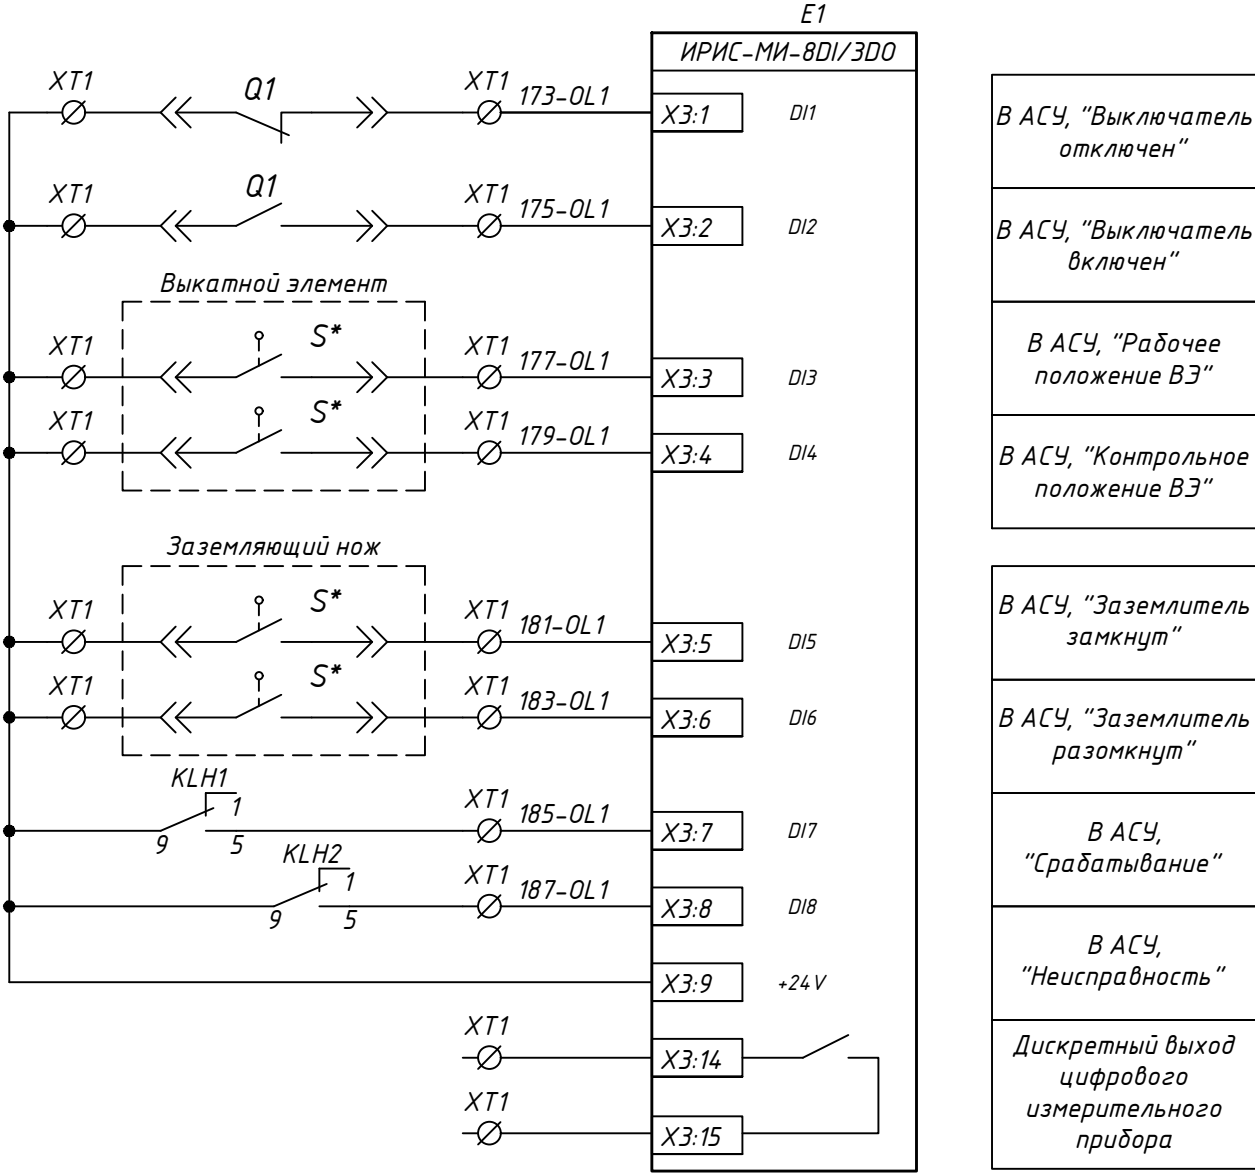 E1
ИРИС-МИ-8DI/3DO
XT1
Q1
XT1
173-OL1
X3:1
DI1
В АСУ, "Выключатель
отключен"
XT1
Q1
XT1
175-OL1
X3:2
DI2
В АСУ, "Выключатель
включен"
Выкатной элемент
XT1
S*
XT1
177-OL1
X3:3
DI3
В АСУ, "Рабочее
положение ВЭ"
XT1
S*
XT1
179-OL1
X3:4
DI4
В АСУ, "Контрольное
положение ВЭ"
Заземляющий нож
XT1
S*
XT1
181-OL1
X3:5
DI5
В АСУ, "Заземлитель
замкнут"
XT1
S*
XT1
183-OL1
X3:6
DI6
В АСУ, "Заземлитель
разомкнут"
KLH1
1
9
5
XT1
185-OL1
X3:7
DI7
В АСУ,
"Срабатывание"
KLH2
1
9
5
XT1
187-OL1
X3:8
DI8
В АСУ,
"Неисправность"
X3:9
+24V
XT1
X3:14
XT1
X3:15
Дискретный выход
цифрового
измерительного
прибора